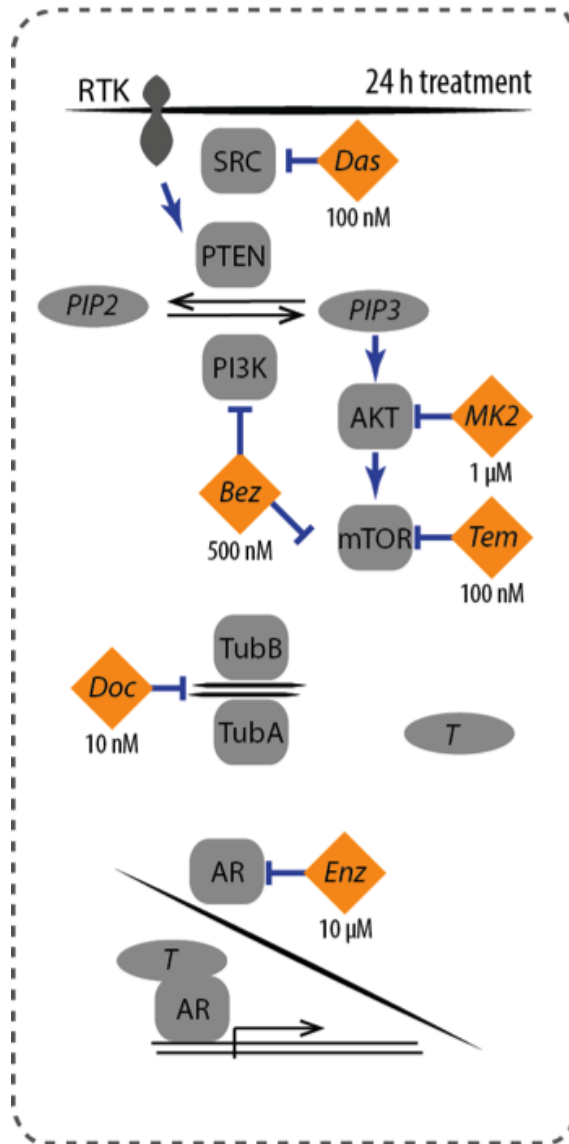 RTK
24 h treatment
SRC
Das
100 nM
PTEN
PIP2
PIP3
PI3K
AKT
MK2
1 µM
Bez
500 nM
mTOR
Tem
100 nM
TubB
Doc
10 nM
TubA
T
AR
Enz
10 µM
T
AR